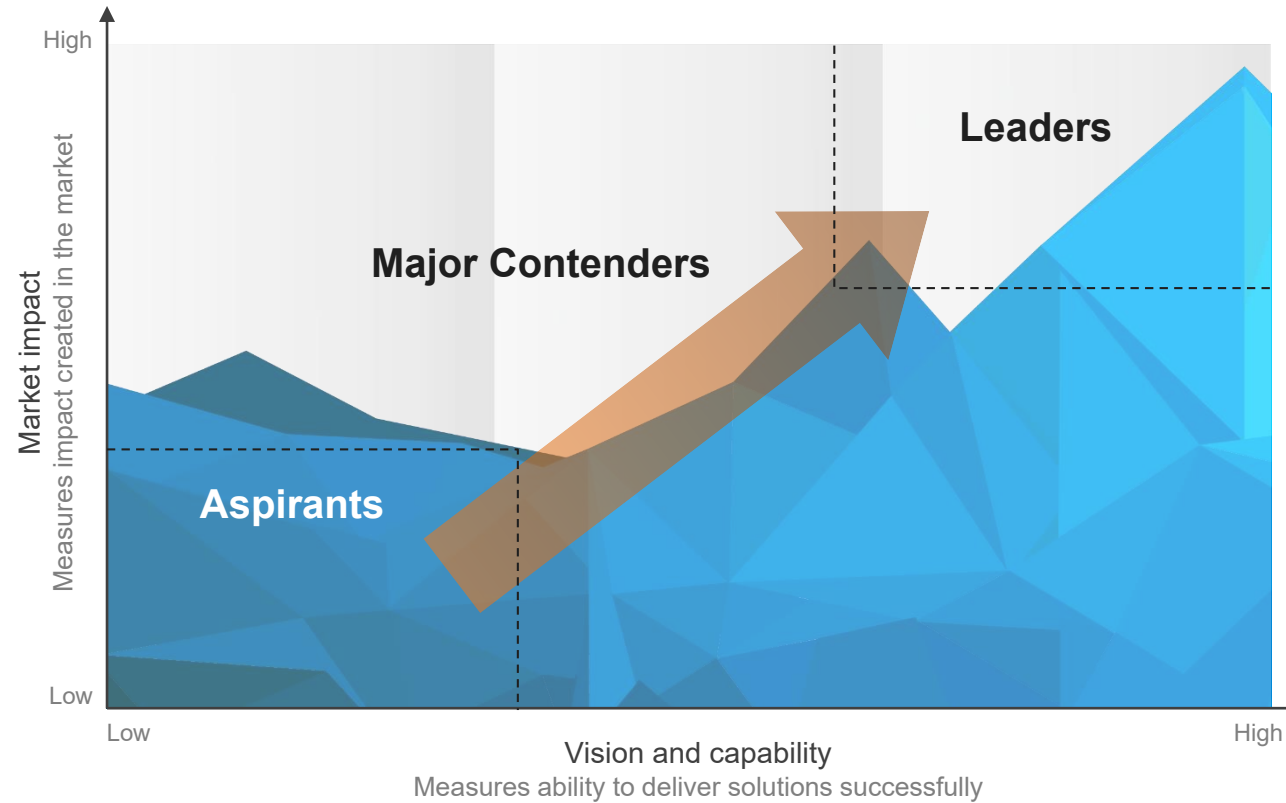 High
Leaders
Major Contenders
Market impact
Measures impact created in the market
Aspirants
Low
Low
High
Vision and capability
Measures ability to deliver solutions successfully